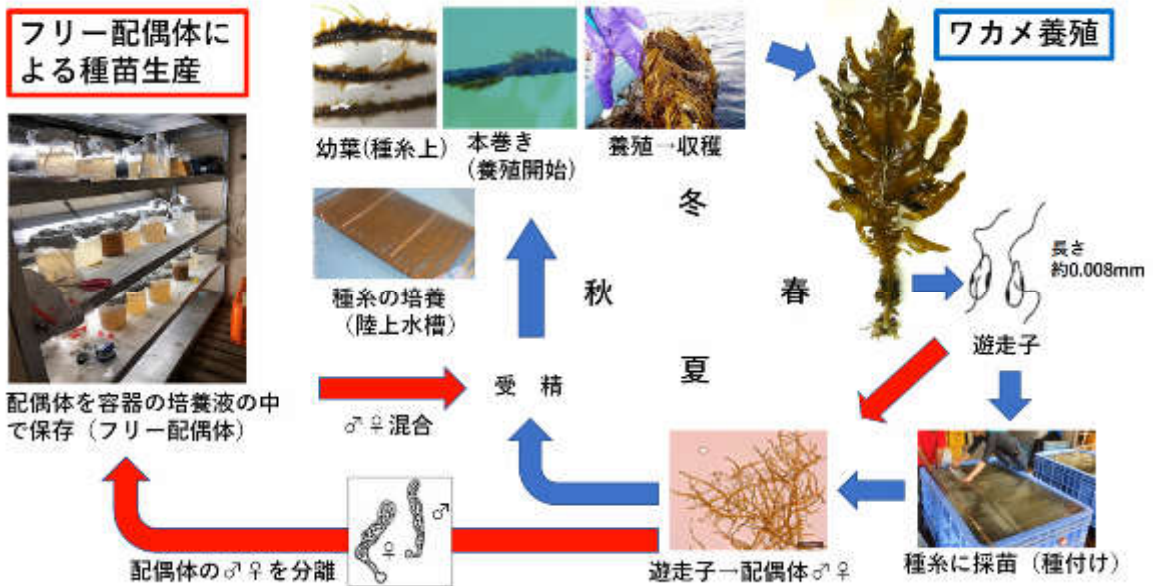 フリー配偶体に
よる種苗生産
ワカメ養殖
幼葉(種糸上)
本巻き
(養殖開始)
養殖→収穫
冬
長さ
約0.008mm
種糸の培養
(陸上水槽)
秋
春
遊走子
夏
配偶体を容器の培養液の中
で保存（フリー配偶体）
♂♀混合
受 精
♂
♀
配偶体の♂♀を分離
遊走子→配偶体♂♀
種糸に採苗（種付け）